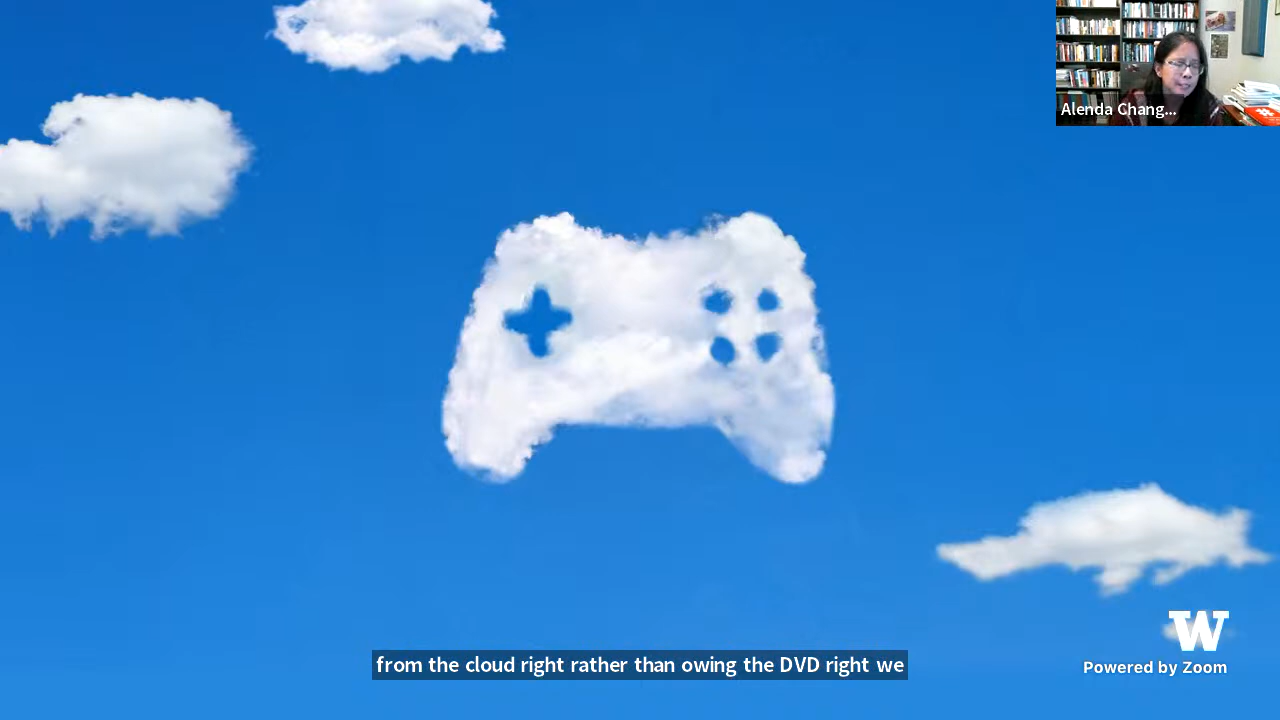 Alenda Chang...
from the cloud right rather than owing the DVD right we
W
Powered by Zoom